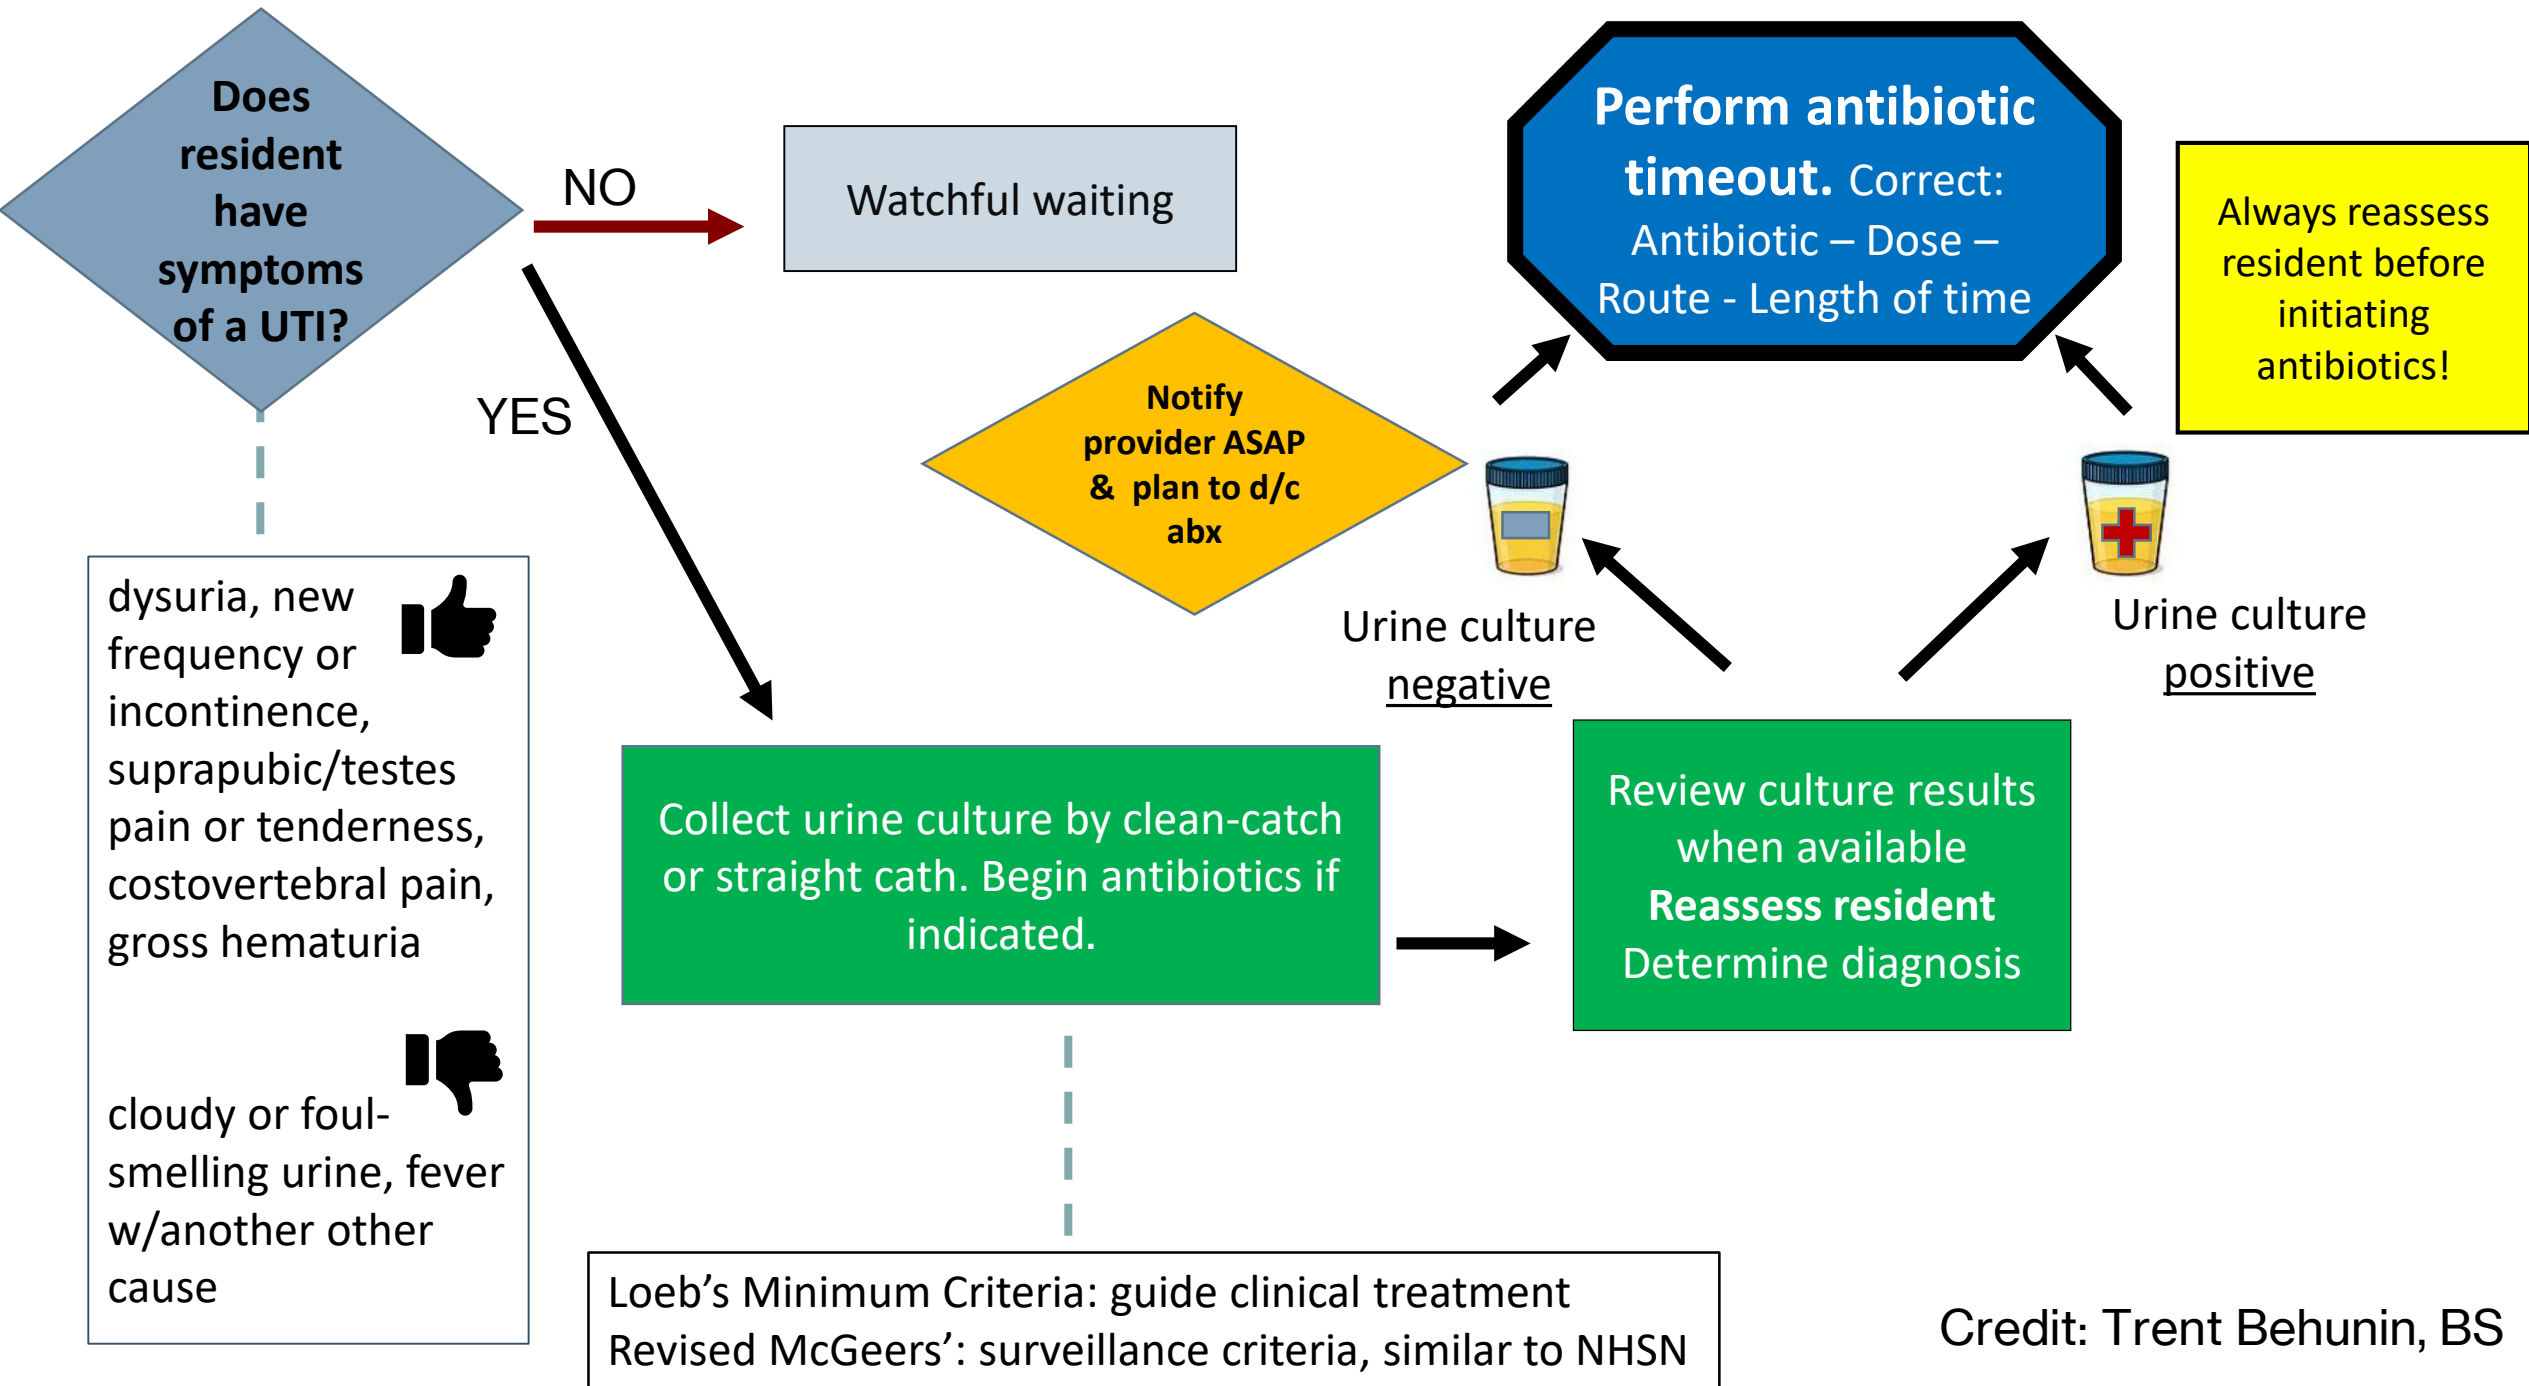 Does
resident
have
symptoms
of a UTI?
NO
Watchful waiting
YES
dysuria, new
frequency or
incontinence,
suprapubic/testes
pain or tenderness,
costovertebral pain,
gross hematuria
cloudy or foul-
smelling urine, fever
w/another other
cause
Collect urine culture by clean-catch
or straight cath. Begin antibiotics if
indicated.
Loeb’s Minimum Criteria: guide clinical treatment
Revised McGeers’: surveillance criteria, similar to NHSN
Review culture results
when available
Reassess resident
Determine diagnosis
Urine culture
negative
Notify
provider ASAP
& plan to d/c
abx
Urine culture
positive
Perform antibiotic
timeout. Correct:
Antibiotic – Dose –
Route - Length of time
Always reassess
resident before
initiating
antibiotics!
Credit: Trent Behunin, BS